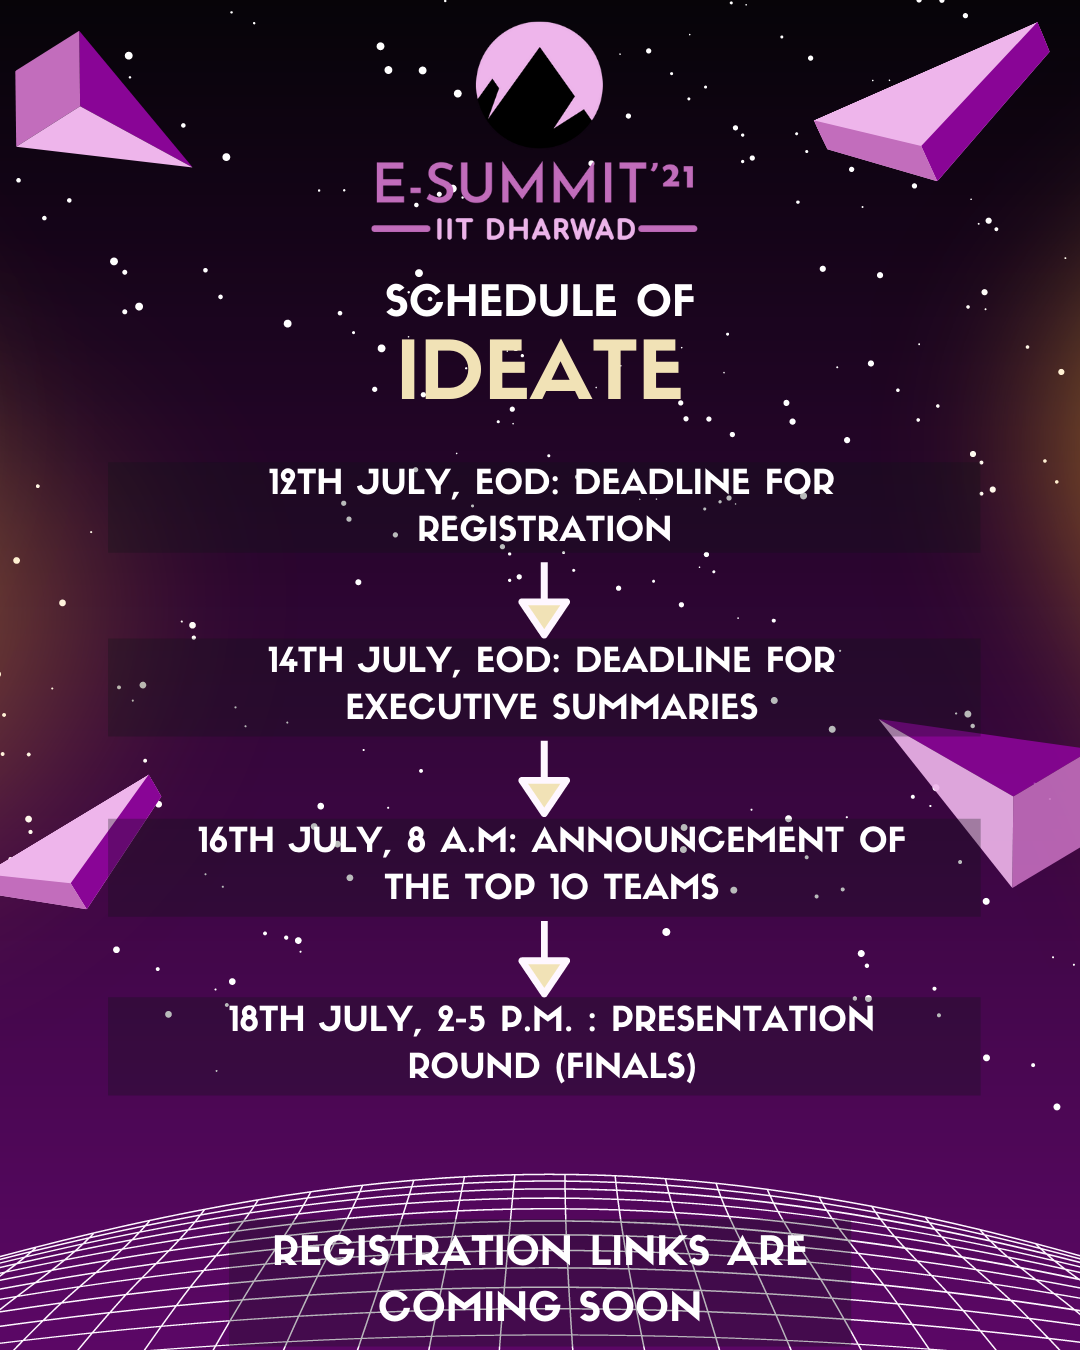 E-SUMMIT'21
IIT DHARWAD
SCHEDULE OF
IDEATE
12TH JULY, EOD: DEADLINE FOR
REGISTRATION
14TH JULY, EOD: DEADLINE FOR
EXECUTIVE SUMMARIES
16TH JULY, 8 A.M: ANNOUNCEMENT OF
THE TOP 10 TEAMS
18TH JULY, 2-5 P.M. : PRESENTATION
ROUND (FINALS)
REGISTRATION LINKS ARE
COMING SOON